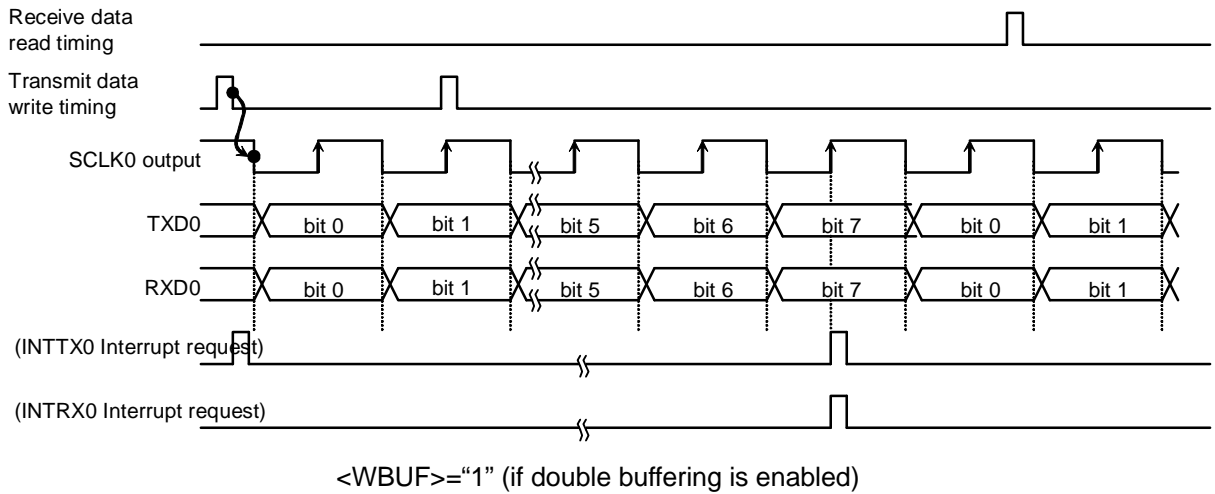 Receive data
read timing
Transmit data
write timing
SCLK0 output
TXD0 bit 0 bit 1 bit 5 bit 6 bit 7 bit 0 bit 1
RXD0 bit 0 bit 1 bit 5 bit 6 bit 7 bit 0 bit 1
(INTTX0 Interrupt request)
(INTRX0 Interrupt request)
<WBUF>=“1” (if double buffering is enabled)